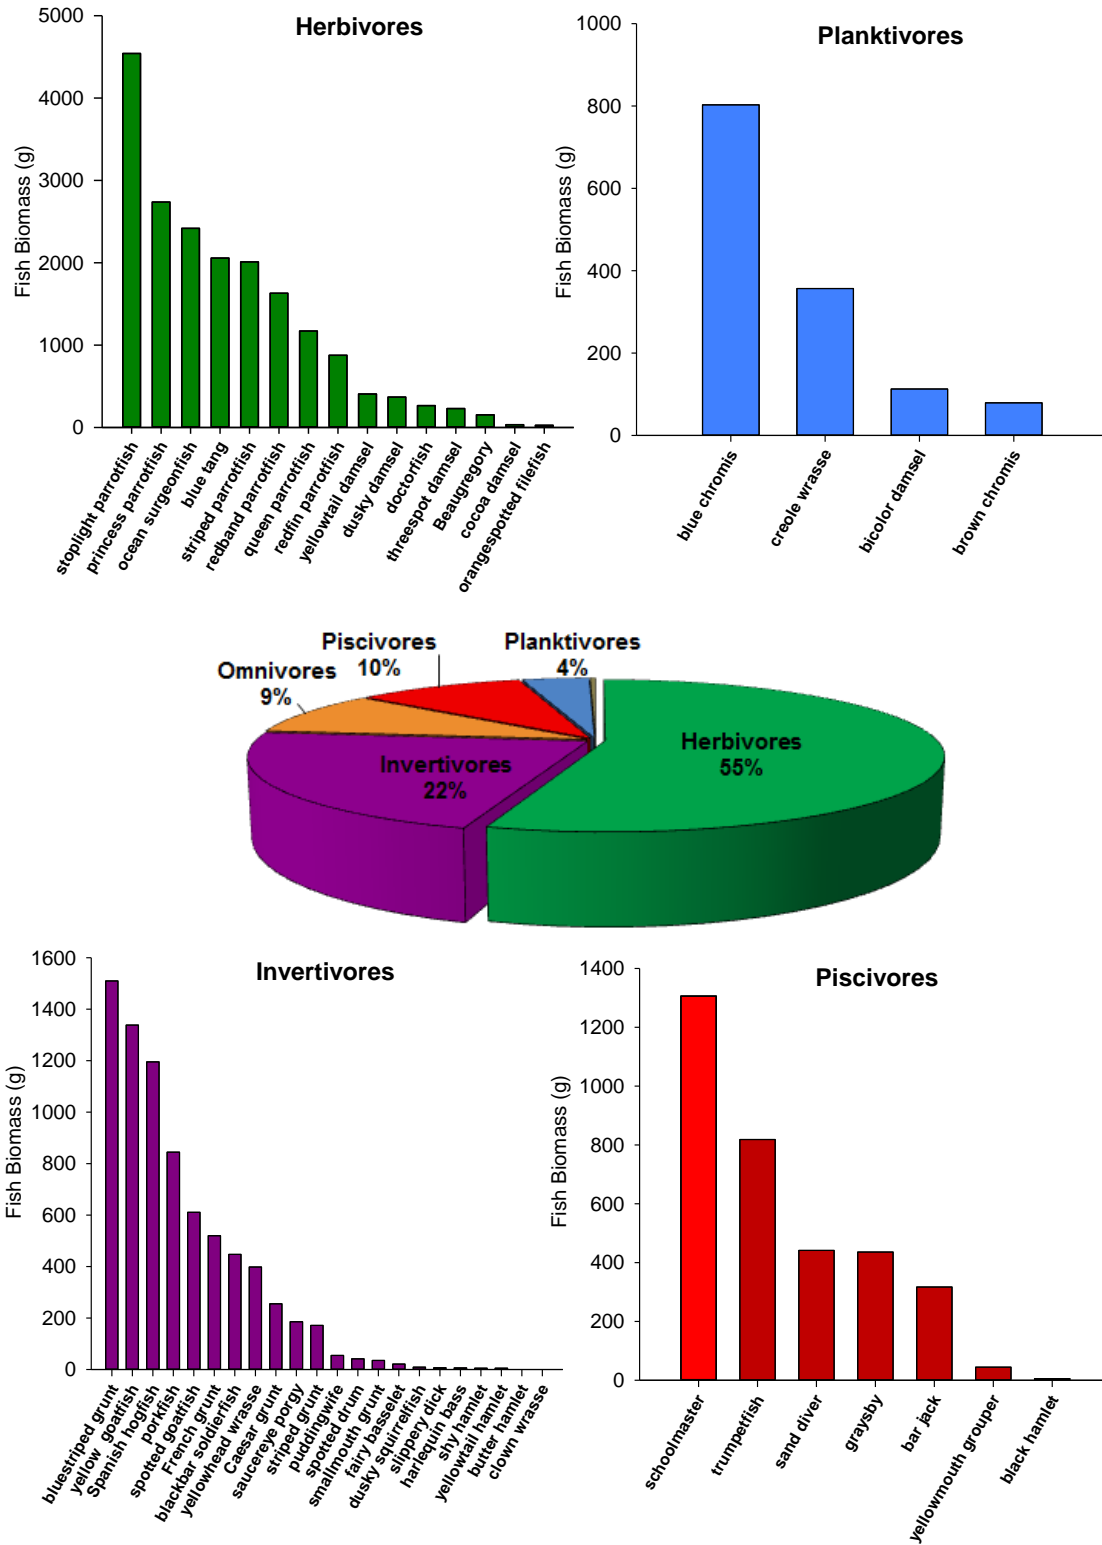 Herbivores
Fish Biomass (g)
5000
4000
3000
2000
1000
0
stoplight parrotfish
princess parrotfish
ocean surgeonfish
blue tang
striped parrotfish
redband parrotfish
queen parrotfish
redfin parrotfish
yellowtail damsel
dusky damsel
doctorfish
threespot damsel
Beaugregory
cocoa damsel
orangespotted filefish
Planktivores
Fish Biomass (g)
1000
800
600
400
200
0
blue chromis
creole wrasse
bicolor damsel
brown chromis
Piscivores
10%
Planktivores
4%
Omnivores
9%
Herbivores
55%
Invertivores
22%
Invertivores
Fish Biomass (g)
1600
1400
1200
1000
800
600
400
200
0
bluestriped grunt
yellow goatfish
Spanish hogfish
porkfish
spotted goatfish
French grunt
blackbar soldierfish
yellowhead wrasse
Caesar grunt
saucereye porgy
striped grunt
puddingwife
spotted drum
smallmouth grunt
fairy basselet
dusky squirrelfish
slippery dick
harlequin bass
shy hamlet
yellowtail hamlet
butter hamlet
clown wrasse
Piscivores
Fish Biomass (g)
1400
1200
1000
800
600
400
200
0
schoolmaster
trumpetfish
sand diver
graysby
bar jack
yellowmouth grouper
black hamlet